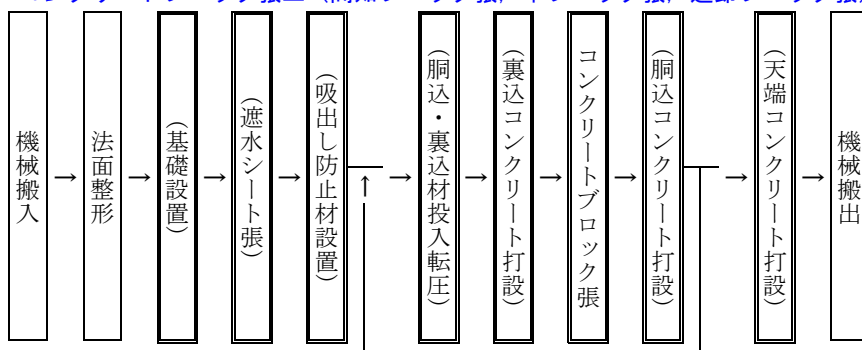 機械搬入
→
法面整形
→
(基礎設置)
→
(遮水シート張)
→
(吸出し防止材設置)
↑
→
(胴込・裏込材投入転圧)
→
(裏込コンクリート打設)
→
コンクリートブロック張
→
(胴込コンクリート打設)
→
(天端コンクリート打設)
→
機械搬出